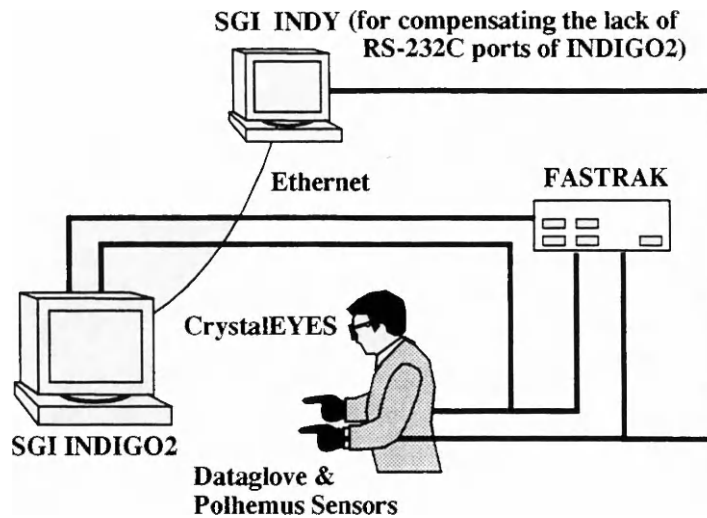 SGI INDY (for compensating the lack of
RS-232C ports of INDIGO2)
Ethernet
FASTRAK
CrystalEYES
SGI INDIGO2
Dataglove &
Polhemus Sensors